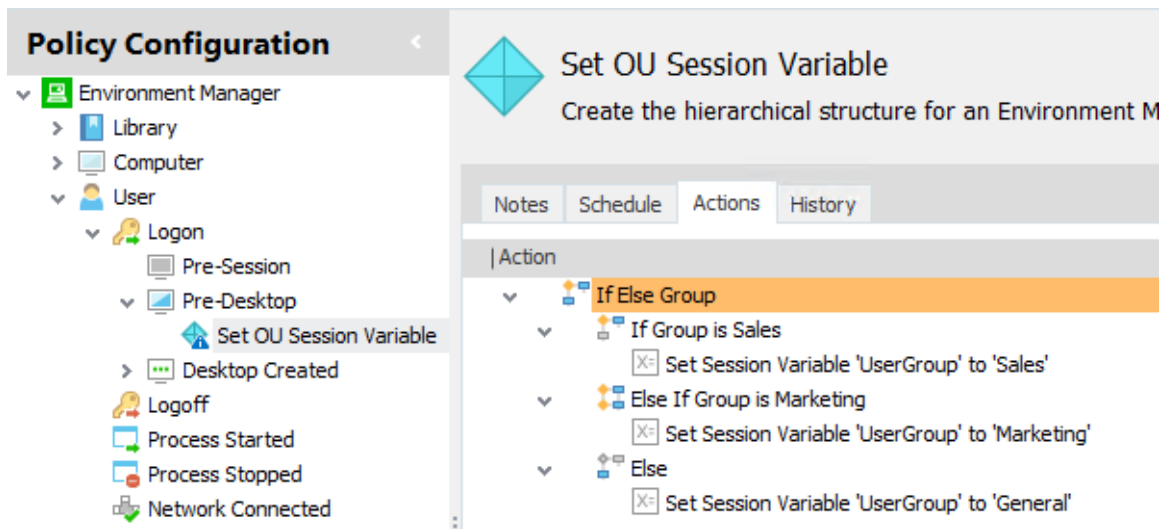 Policy Configuration
Environment Manager
Library
Computer
User
Logon
Pre-Session
Pre-Desktop
Set OU Session Variable
Desktop Created
Logoff
Process Started
Process Stopped
Network Connected
Set OU Session Variable
Create the hierarchical structure for an Environment M
Notes Schedule Actions History
Action
If Else Group
If Group is Sales
X= Set Session Variable 'UserGroup' to 'Sales'
Else If Group is Marketing
X= Set Session Variable 'UserGroup' to 'Marketing'
Else
X= Set Session Variable 'UserGroup' to 'General'